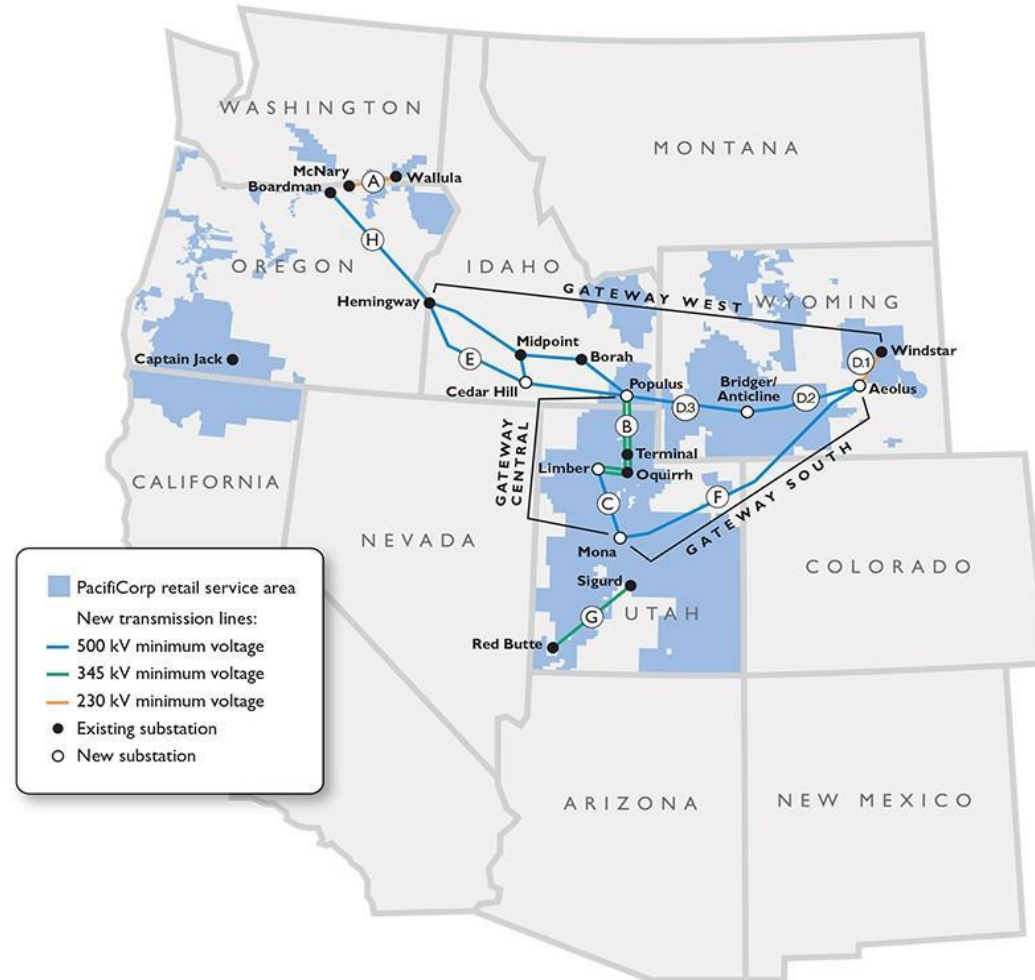 WASHINGTON
MONTANA
McNary
A
Wallula
Boardman
H
OREGON
IDAHO
GATEWAY WEST
WYOMING
Hemingway
Captain Jack
Midpoint
E
Borah
Cedar Hill
Populus
Bridger/
Anticline
D.3
D.2
D.1
Windstar
Aeolus
B
GATEWAY
CENTRAL
Terminal
Limber
Oquirrh
C
F
GATEWAY SOUTH
Mona
CALIFORNIA
NEVADA
COLORADO
Sigurd
UTAH
G
Red Butte
PacifiCorp retail service area
New transmission lines:
500 kV minimum voltage
345 kV minimum voltage
230 kV minimum voltage
Existing substation
New substation
ARIZONA
NEW MEXICO